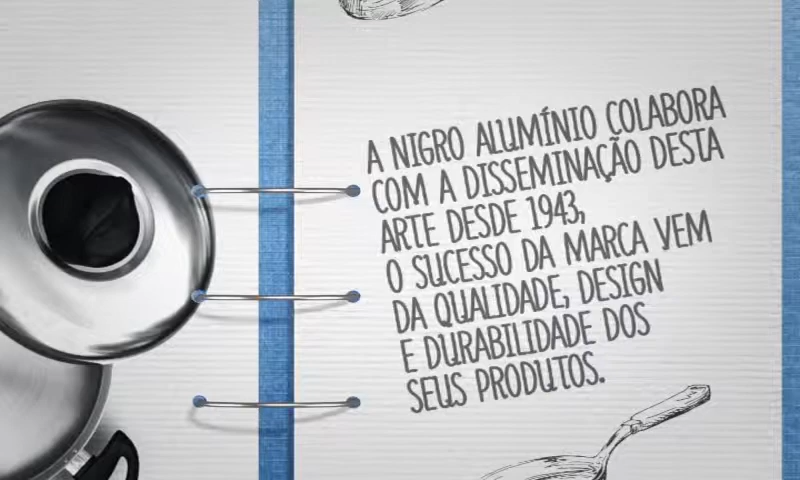 A NIGRO ALUMÍNIO COLABORA
COM A DISSEMINAÇÃO DESTA
ARTE DESDE 1943,
O SUCESSO DA MARCA VEM
DA QUALIDADE, DESIGN
E DURABILIDADE DOS
SEUS PRODUTOS.